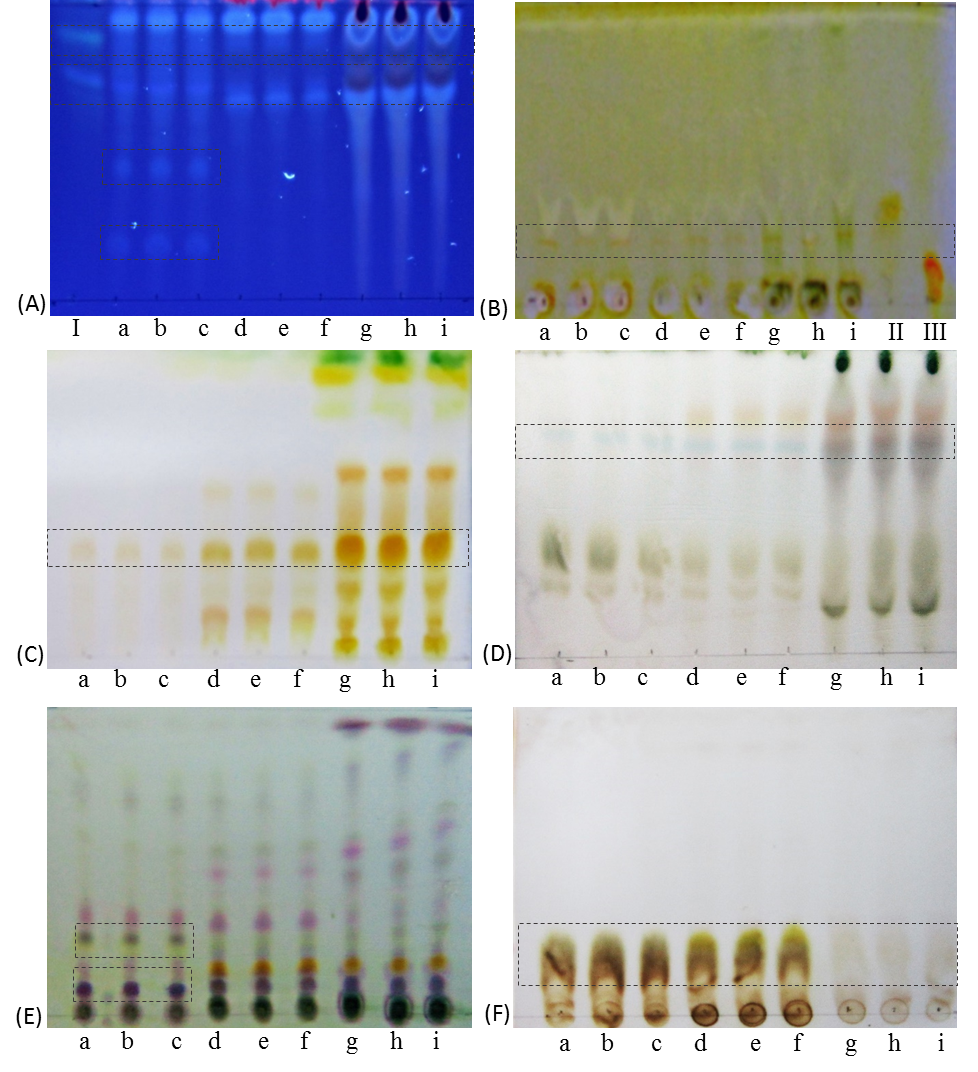 (A) (B)
I a b c d e f g h i a b c d e f g h i II III
(C) (D)
a b c d e f g h i a b c d e f g h i
(E) (F)
a b c d e f g h i a b c d e f g h i